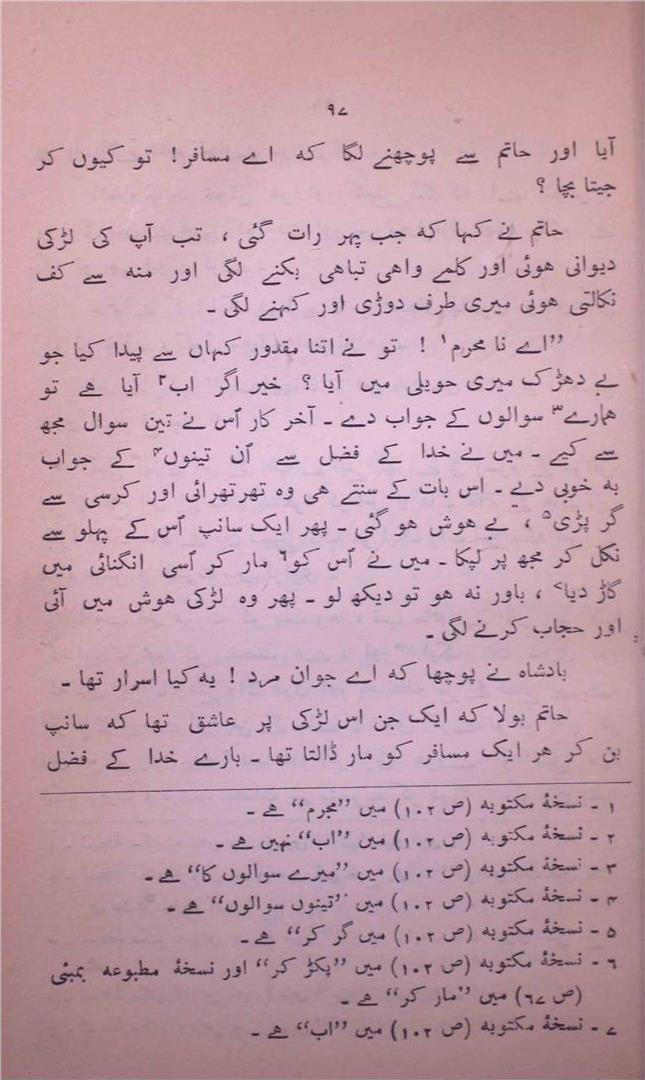 ۹۷
آیا اور حاتم سے پوچھنے لگا کہ اے مسافر! تو کیوں کر
جیتا بچا ؟
حاتم نے کہا کہ جب پہر رات گئی ، تب آپ کی لڑکی
دیوانی ہوئی اور کلمے واہی تباہی بکنے لگی اور منہ سے کف
نکالتی ہوئی میری طرف دوڑی اور کہنے لگی ۔
”اے نا محرم۱ ! تو نے اتنا مقدور کہاں سے پیدا کیا جو
بے دھڑک میری حویلی میں آیا ؟ خیر اگر اب۲ آیا ہے تو
ہمارے۳ سوالوں کے جواب دے ۔ آخر کار اُس نے تین سوال مجھ
سے کیے ۔ میں نے خدا کے فضل سے اُن تینوں۴ کے جواب
بہ خوبی دیے ۔ اس بات کے سنتے ہی وہ تھرتھرائی اور کرسی سے
گر پڑی۵ ، بے ہوش ہو گئی ۔ پھر ایک سانپ اُس کے پہلو سے
نکل کر مجھ پر لپکا ۔ میں نے اُس کو۶ مار کر اُسی انگنائی میں
گاڑ دیا۷ ، باور نہ ہو تو دیکھ لو ۔ پھر وہ لڑکی ہوش میں آئی
اور حجاب کرنے لگی ۔
بادشاہ نے پوچھا کہ اے جوان مرد ! یہ کیا اسرار تھا ۔
حاتم بولا کہ ایک جن اس لڑکی پر عاشق تھا کہ سانپ
بن کر ہر ایک مسافر کو مار ڈالتا تھا ۔ بارے خدا کے فضل
۱ ۔ نسخۂ مکتوبہ (ص ۱۰۲) میں ”مجرم“ ہے ۔
۲ ۔ نسخۂ مکتوبہ (ص ۱۰۲) میں ”اب“ نہیں ہے ۔
۳ ۔ نسخۂ مکتوبہ (ص ۱۰۲) میں ”میرے سوالوں کا“ ہے ۔
۴ ۔ نسخۂ مکتوبہ (ص ۱۰۲) میں ”تینوں سوالوں“ ہے ۔
۵ ۔ نسخۂ مکتوبہ (ص ۱۰۲) میں گر کر“ ہے ۔
۶ ۔ نسخۂ مکتوبہ (ص ۱۰۲) میں ”پکڑ کر“ اور نسخۂ مطبوعہ بمبئی
(ص ۶۷) میں ”مار کر“ ہے ۔
۷ ۔ نسخۂ مکتوبہ (ص ۱۰۲) میں ”اب“ ہے ۔